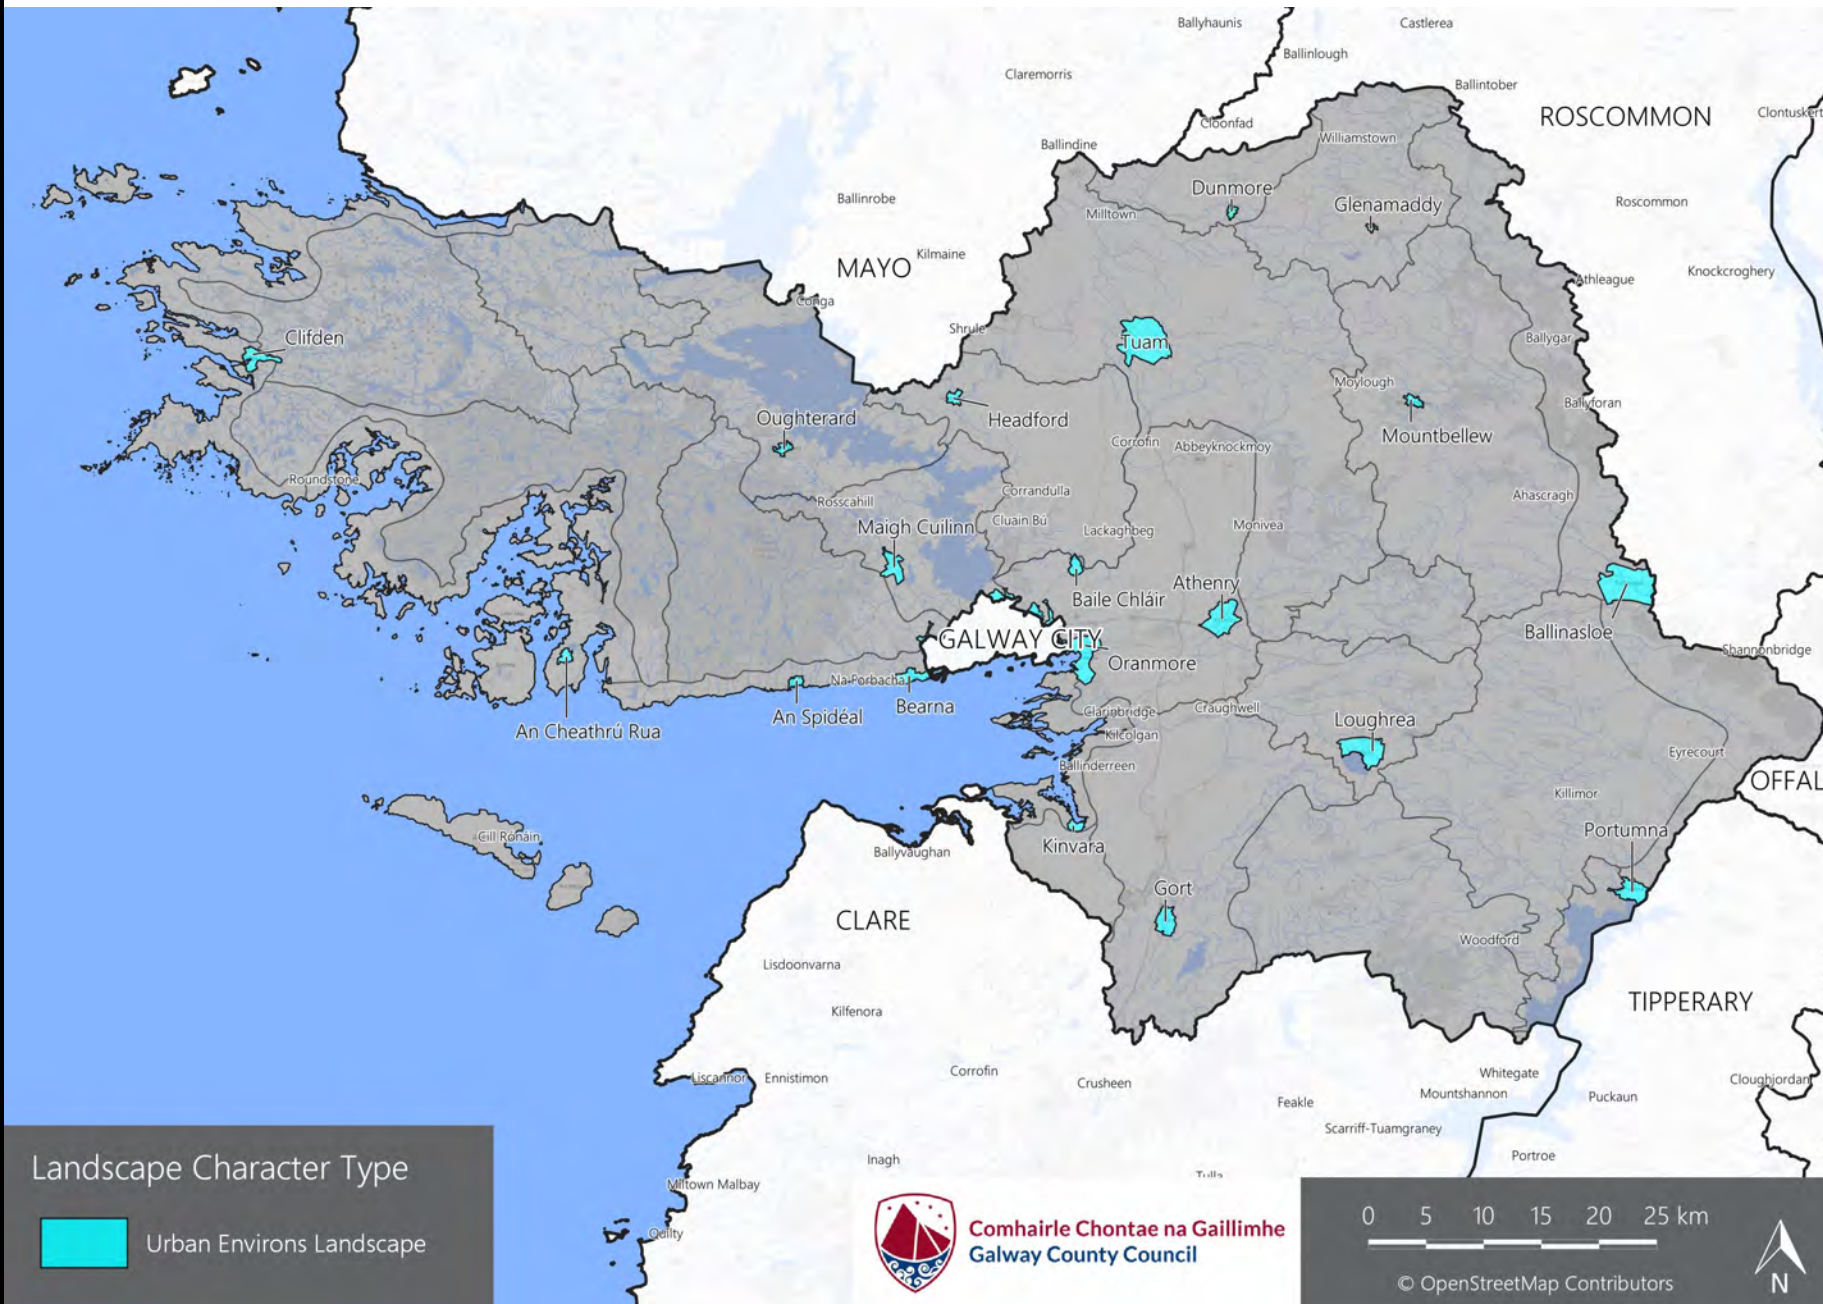 Ballyhaunis
Castlerea
Ballinlough
Claremorris
Ballintober
ROSCOMMON
Clontuskert
Cloonfad
Williamstown
Ballindine
Dunmore
Glenamaddy
Ballinrobe
Milltown
Roscommon
MAYO
Kilmaine
Athleague
Knockcroghery
Conga
Shrule
Clifden
Tuam
Ballygar
Moylough
Ballyforan
Oughterard
Headford
Mountbellew
Corrofin
Abbeyknockmoy
Roundstone
Rosscahill
Corrandulla
Ahascragh
Maigh Cuilinn
Cluain Bú
Lackaghbeg
Monivea
Athenry
Baile Chláir
GALWAY CITY
Ballinasloe
Oranmore
Shannonbridge
Na Forbacha
An Spidéal
Bearna
Clarinbridge
Craughwell
Loughrea
An Cheathrú Rua
Kilcolgan
Eyrecourt
Ballinderreen
OFFAL
Killimor
Cill Rónáin
Portumna
Kinvara
Ballyvaughan
Gort
CLARE
Woodford
Lisdoonvarna
TIPPERARY
Kilfenora
Liscannor
Ennistimon
Corrofin
Crusheen
Whitegate
Mountshannon
Cloughjordan
Feakle
Puckaun
Scarriff-Tuamgraney
Inagh
Portroe
Tulla
Miltown Malbay
Quilty
Landscape Character Type
Urban Environs Landscape
Comhairle Chontae na Gaillimhe
Galway County Council
0 5 10 15 20 25 km
© OpenStreetMap Contributors
N